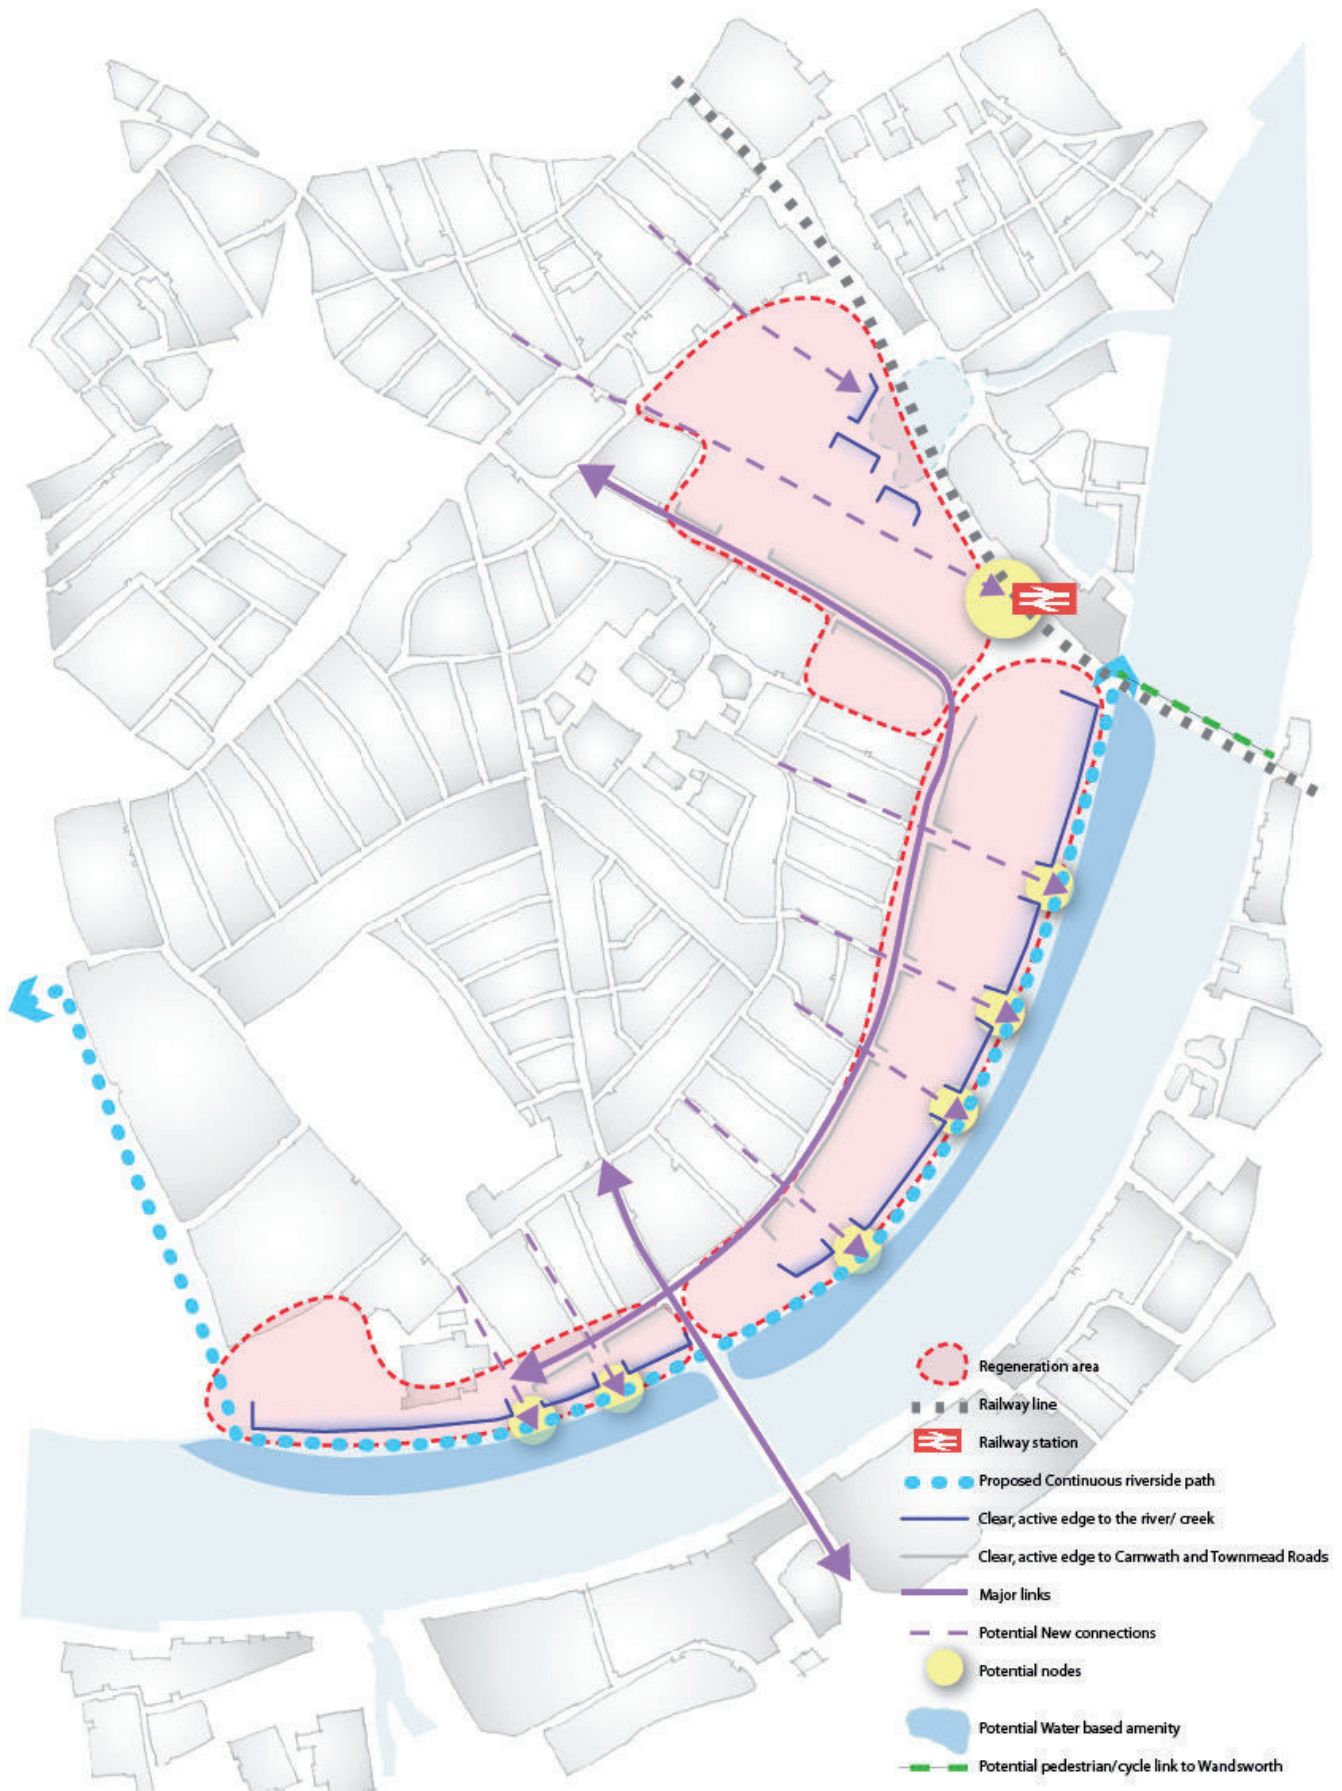 Regeneration area
Railway line
Railway station
Proposed Continuous riverside path
Clear, active edge to the river/ creek
Clear, active edge to Carnwath and Townmead Roads
Major links
Potential New connections
Potential nodes
Potential Water based amenity
Potential pedestrian/cycle link to Wandsworth